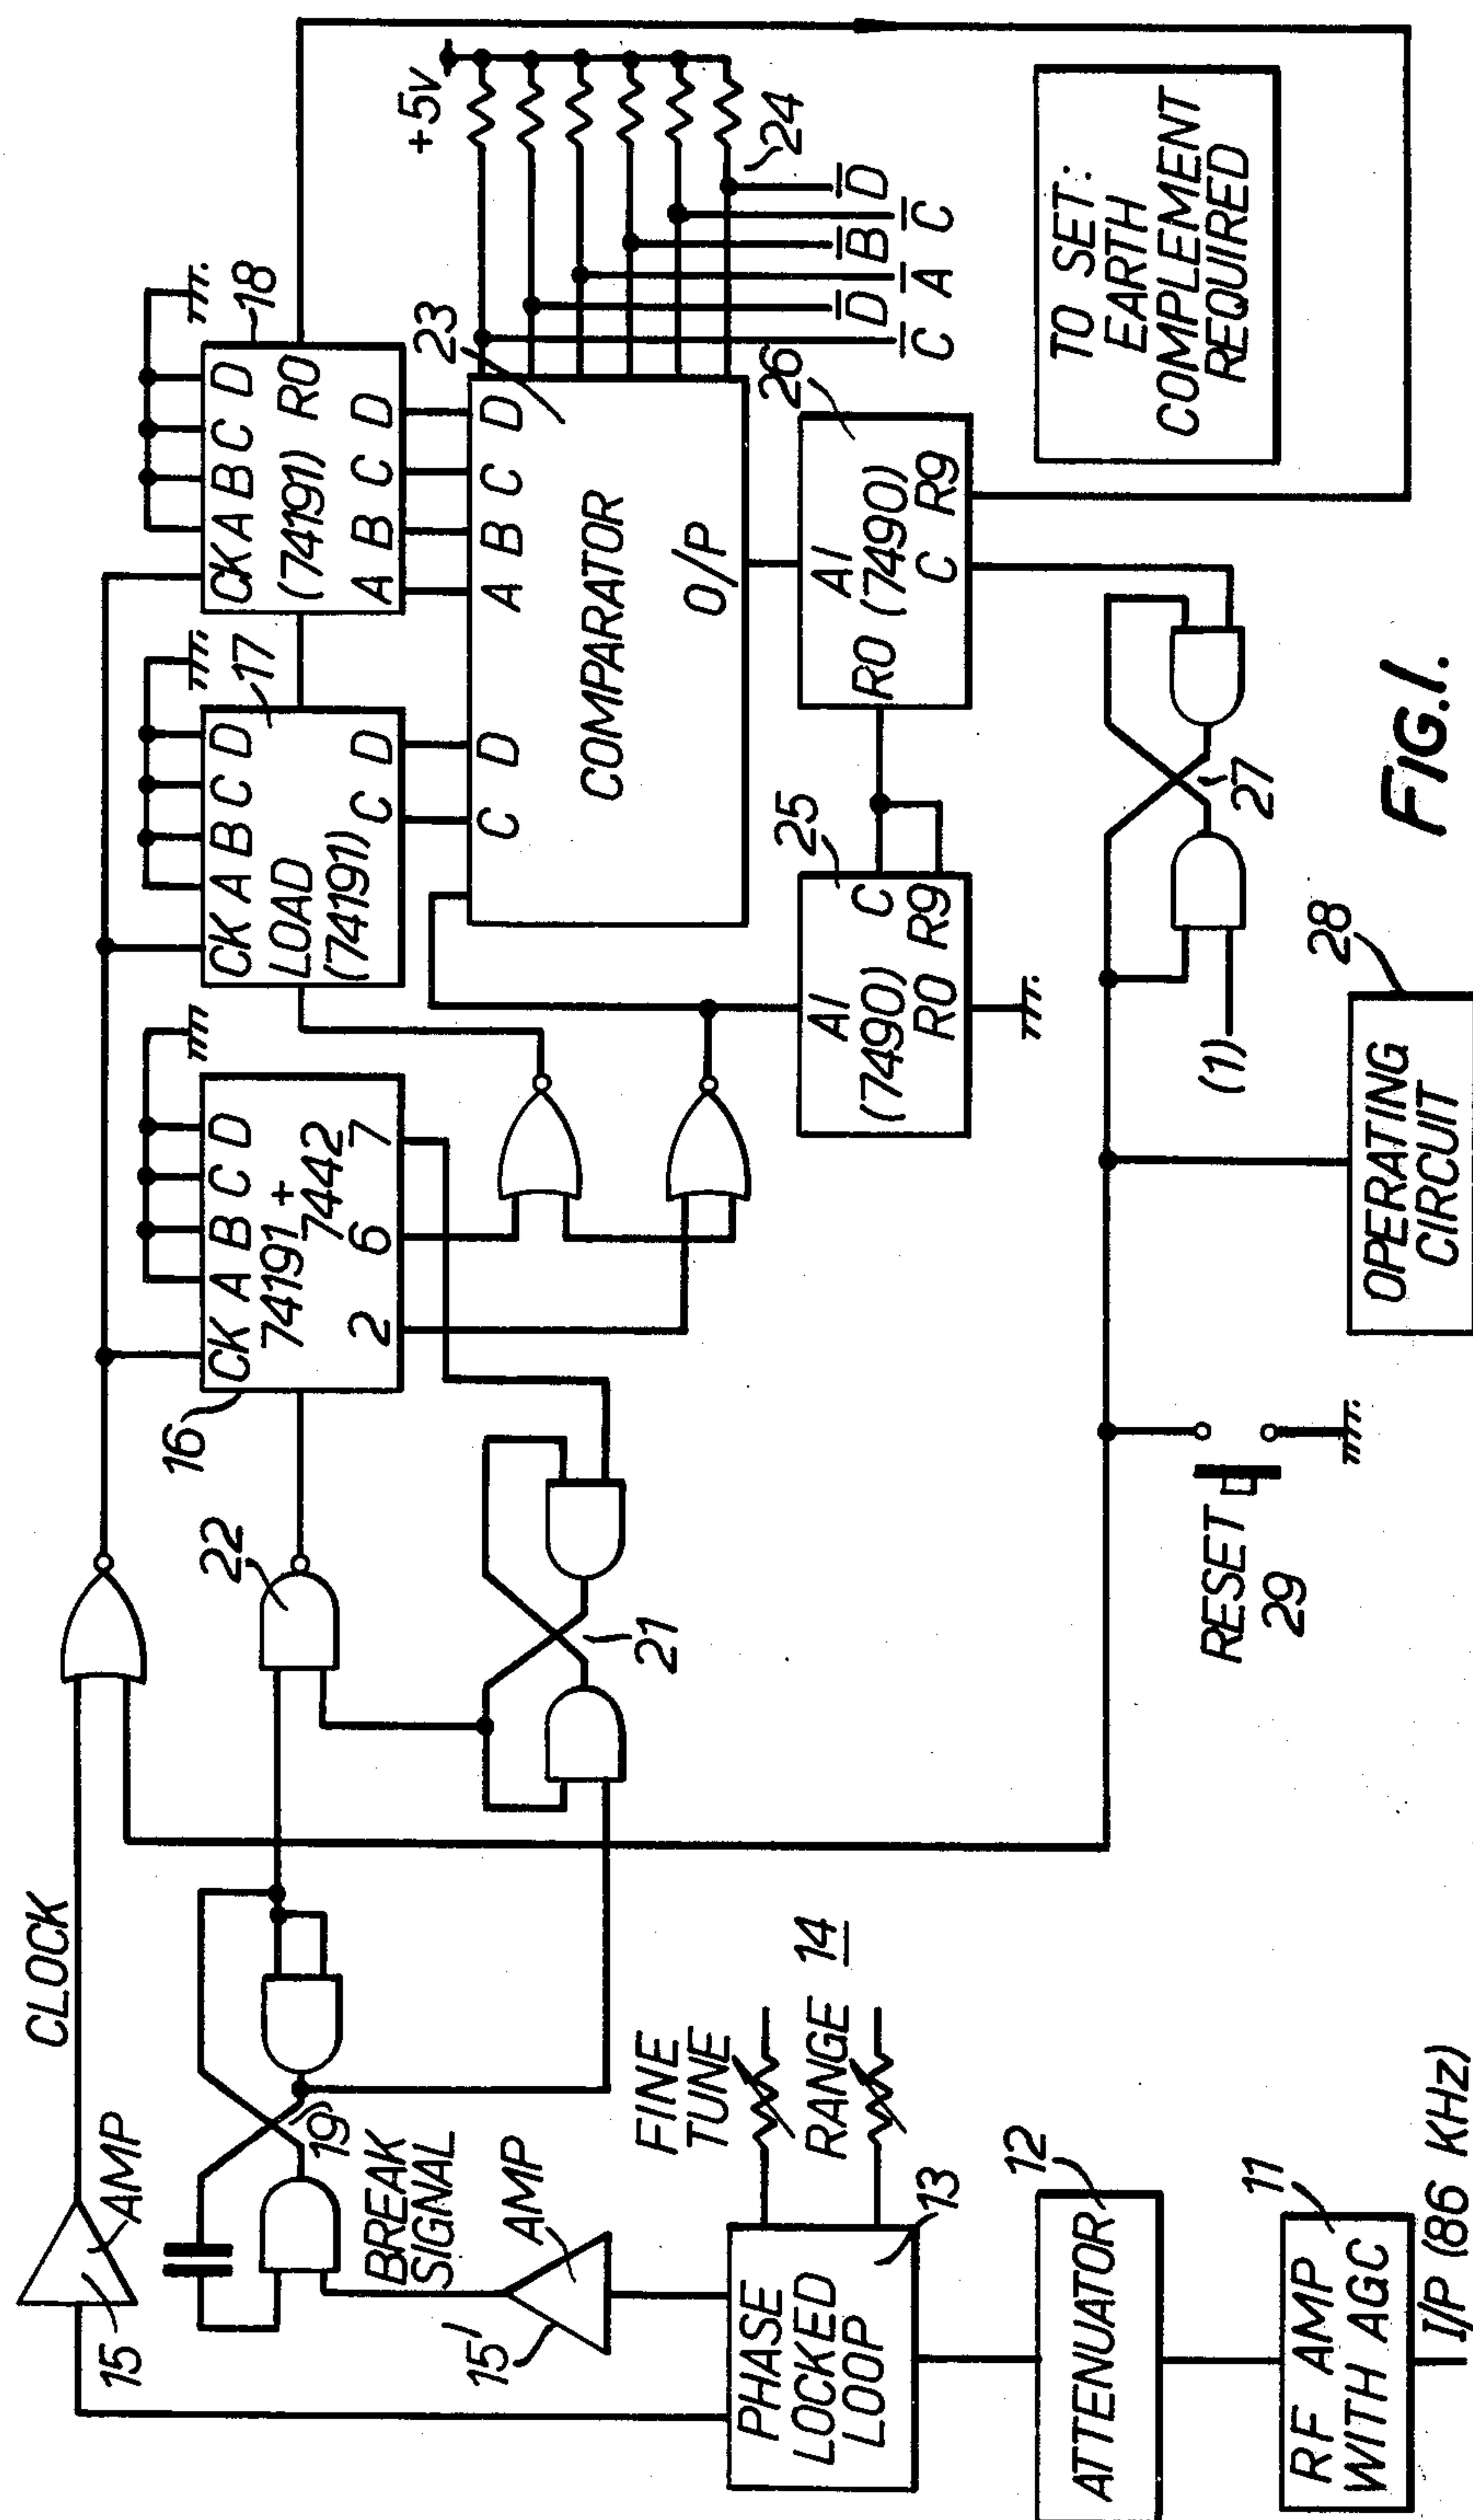 CLOCK
AMP
15
BREAK
SIGNAL
19
AMP
15
FINE
TUNE
RANGE 14
PHASE
LOCKED
LOOP
13
ATTENUATOR
12
RF AMP
WITH AGC
11
I/P (86 KHz)
22
21
16
CK A B C D
7191 +
7442
2 6 7
17
CK A B C D
LOAD
(74191)
C D
18
CK A B C D
(74191) RO
A B C D
+5V
23
C D A B C D
COMPARATOR
O/P
24
C̅ D̅ A̅ B̅ C̅ D̅
25
A1 C
(7490)
RO R9
26
A1
RO (7490)
C R9
TO SET:
EARTH
COMPLEMENT
REQUIRED
27
(1)
28
OPERATING
CIRCUIT
RESET
29
FIG.1.